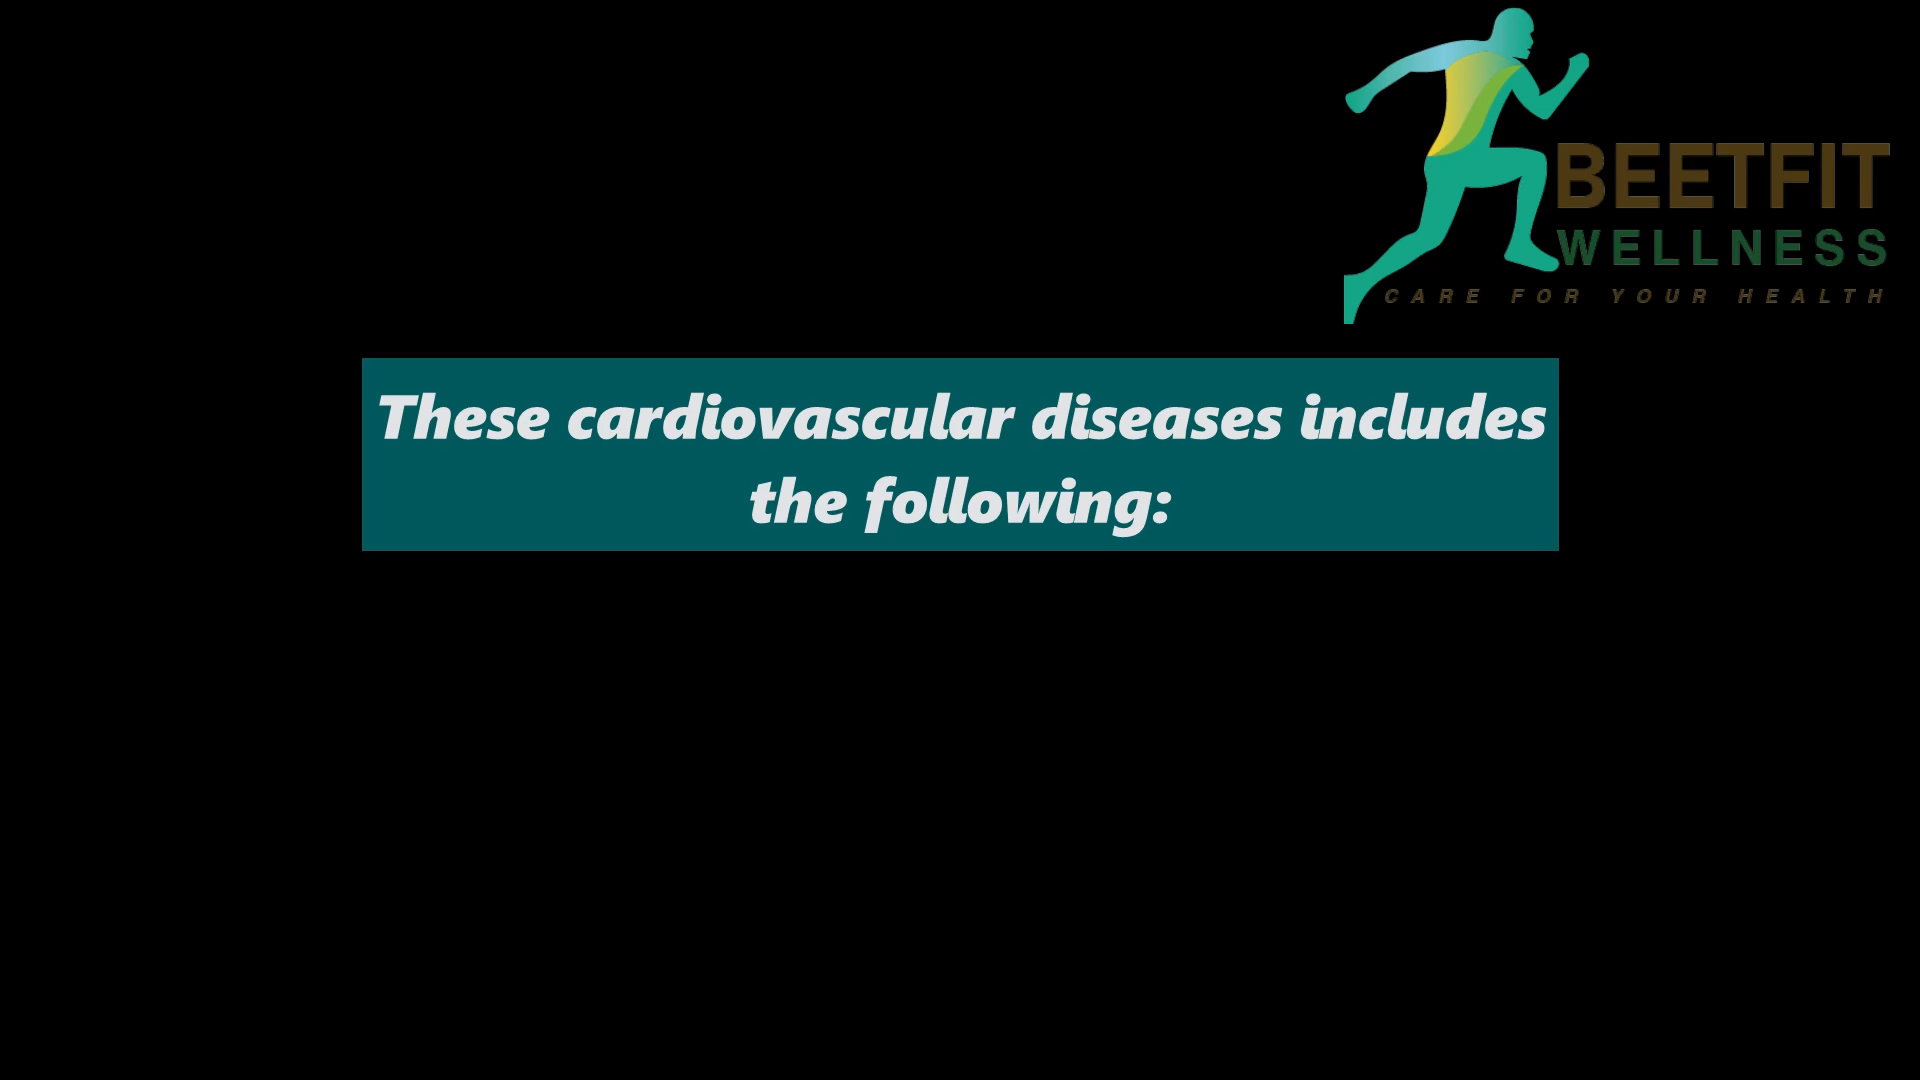 BEETFIT
WELLNESS
CARE FOR YOUR HEALTH
These cardiovascular diseases includes
the following: